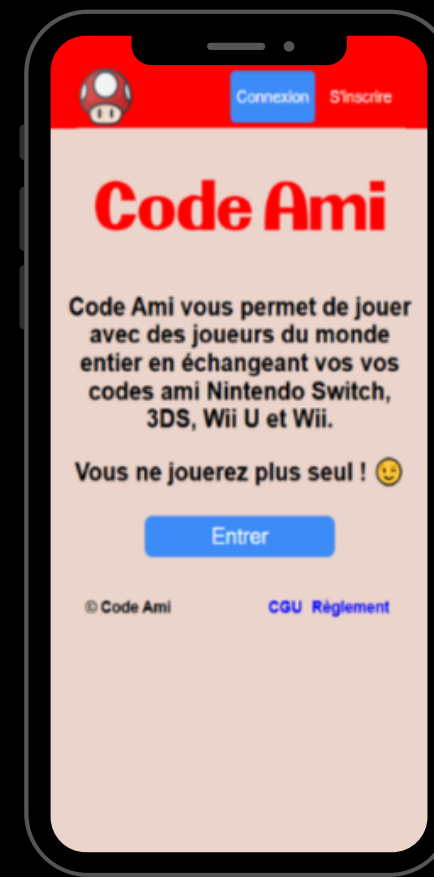 Connexion S'inscrire
Code Ami
Code Ami vous permet de jouer
avec des joueurs du monde
entier en échangeant vos vos
codes ami Nintendo Switch,
3DS, Wii U et Wii.
Vous ne jouerez plus seul ! 😉
Entrer
© Code Ami CGU Règlement